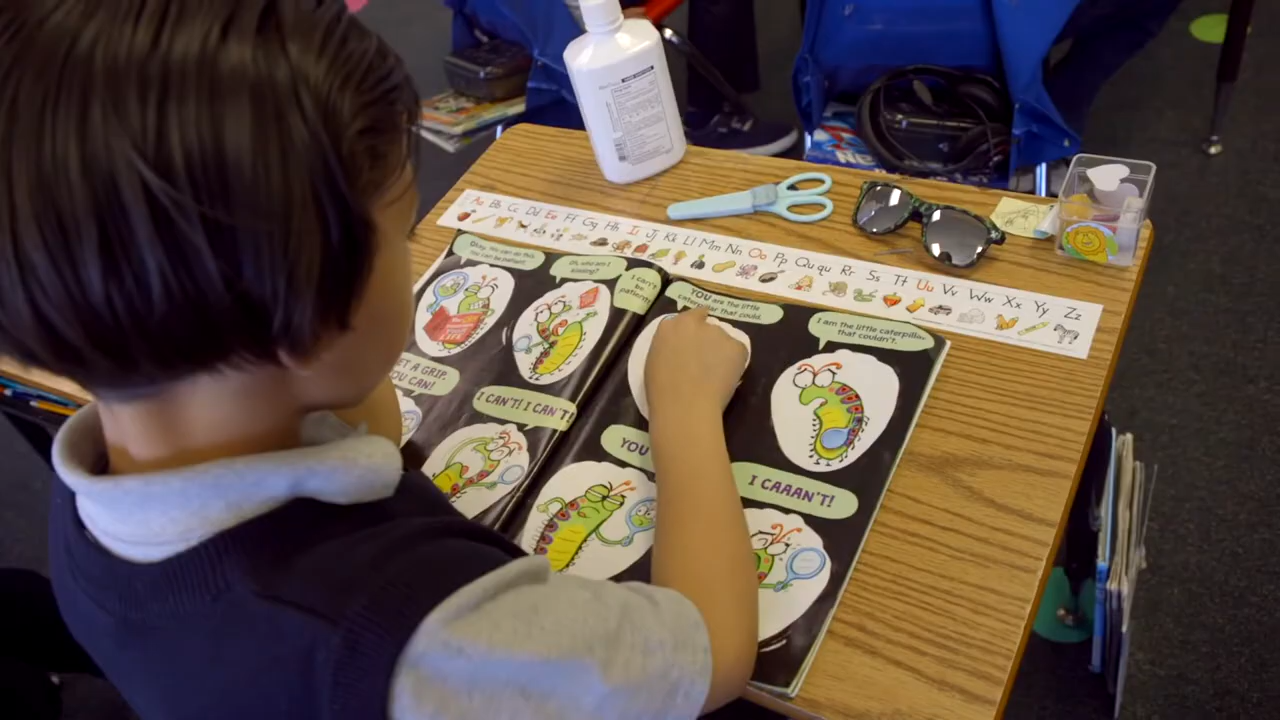 HAND SANITIZER
Aa Bb Cc Dd Ee Ff Gg Hh Ii Jj Kk Ll Mm Nn Oo Pp Qu qu Rr Ss Tt Uu Vv Ww Xx Yy Zz
Okay. We can do this.
You can be patient.
Oh, who am I
kidding?
I can't
be
patient!
GET A GRIP.
YOU CAN!
I CAN'T! I CAN'T!
YOU are the little
caterpillar that could.
I am the little caterpillar
that couldn't.
YOU
I CAAAN'T!
NE